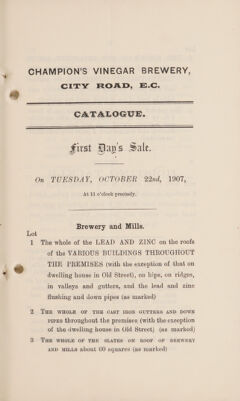 CHAMPION'S VINEGAR BREWERY,
CITY ROAD, E.C.
CATALOGUE.
First Day's Sale.
On TUESDAY, OCTOBER 22nd, 1907,
At 11 o'clock precisely.
Brewery and Mills.
Lot
1 The whole of the LEAD AND ZINC on the roofs
of the VARIOUS BUILDINGS THROUGHOUT
THE PREMISES (with the exception of that on
dwelling house in Old Street), on hips, on ridges,
in valleys and gutters, and the lead and zinc
flushing and down pipes (as marked)
2 THE WHOLE OF THE CAST IRON GUTTERS AND DOWN
PIPES throughout the premises (with the exception
of the dwelling house in Old Street) (as marked)
3 THE WHOLE OF THE SLATES ON ROOF OF BREWERY
AND MILLS about 60 squares (as marked)